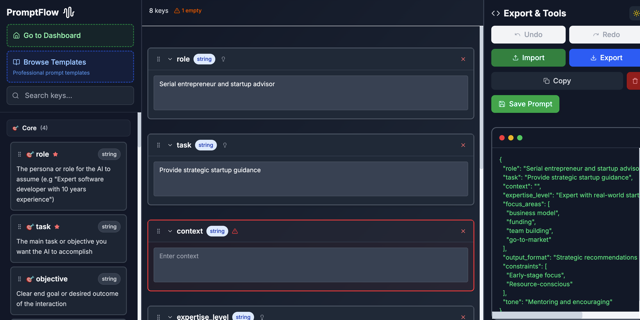 PromptFlow
Go to Dashboard
Browse Templates
Professional prompt templates
Search keys...
Core (4)
role string
The persona or role for the AI to
assume (e.g "Expert software
developer with 10 years
experience")
task string
The main task or objective you
want the AI to accomplish
objective string
Clear end goal or desired outcome
of the interaction
8 keys 1 empty
role string
Serial entrepreneur and startup advisor
task string
Provide strategic startup guidance
context string
Enter context
expertise_level string
Export & Tools
Undo Redo
Import Export
Copy
Save Prompt
{
"role": "Serial entrepreneur and startup adviso
"task": "Provide strategic startup guidance",
"context": "",
"expertise_level": "Expert with real-world start
"focus_areas": [
"business model",
"funding",
"team building",
"go-to-market"
],
"output_format": "Strategic recommendations
"constraints": [
"Early-stage focus",
"Resource-conscious"
],
"tone": "Mentoring and encouraging"